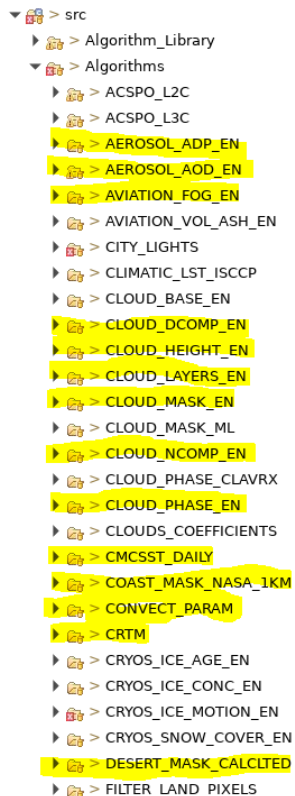 > src
> Algorithm_Library
> Algorithms
> ACSPO_L2C
> ACSPO_L3C
> AEROSOL_ADP_EN
> AEROSOL_AOD_EN
> AVIATION_FOG_EN
> AVIATION_VOL_ASH_EN
> CITY_LIGHTS
> CLIMATIC_LST_ISCCP
> CLOUD_BASE_EN
> CLOUD_DCOMP_EN
> CLOUD_HEIGHT_EN
> CLOUD_LAYERS_EN
> CLOUD_MASK_EN
> CLOUD_MASK_ML
> CLOUD_NCOMP_EN
> CLOUD_PHASE_CLAVRX
> CLOUD_PHASE_EN
> CLOUDS_COEFFICIENTS
> CMCSST_DAILY
> COAST_MASK_NASA_1KM
> CONVECT_PARAM
> CRTM
> CRYOS_ICE_AGE_EN
> CRYOS_ICE_CONC_EN
> CRYOS_ICE_MOTION_EN
> CRYOS_SNOW_COVER_EN
> DESERT_MASK_CALCLTED
> FILTER_LAND_PIXELS